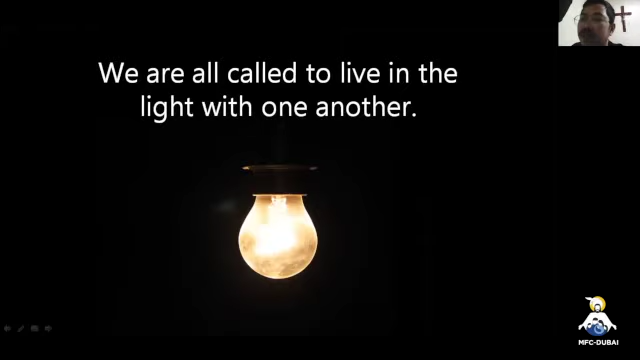 We are all called to live in the
light with one another.
MFC-DUBAI